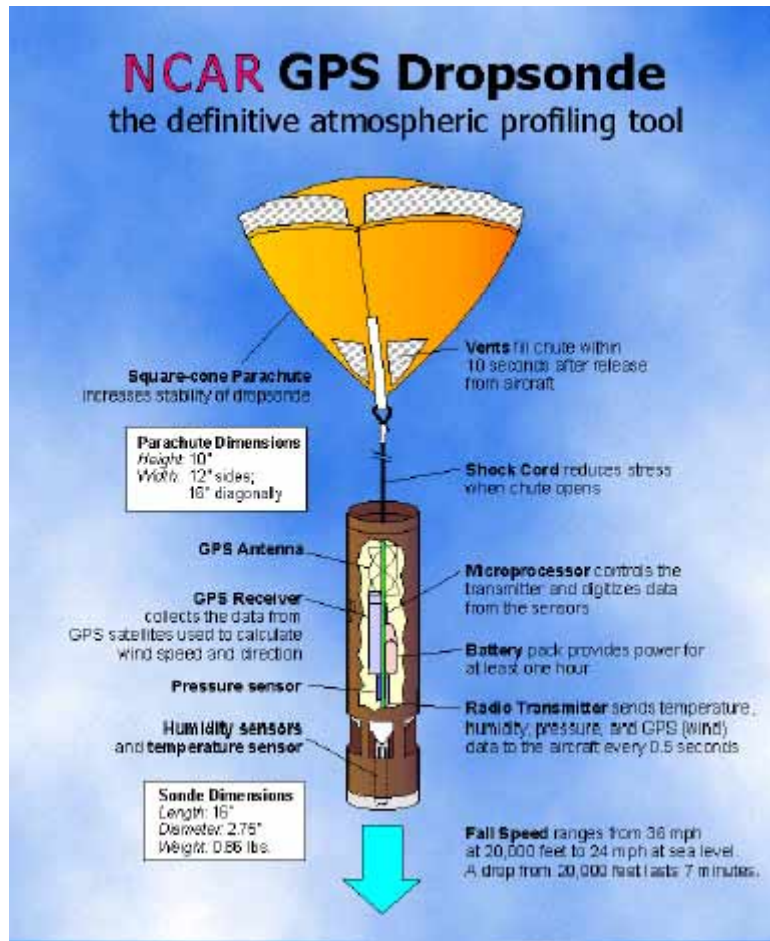 NCAR GPS Dropsonde
the definitive atmospheric profiling tool
Square-cone Parachute
increases stability of dropsonde
Vents fill chute within
10 seconds after release
from aircraft
Parachute Dimensions
Height: 10"
Width: 12" sides;
16" diagonally
Shock Cord reduces stress
when chute opens
GPS Antenna
GPS Receiver
collects the data from
GPS satellites used to calculate
wind speed and direction
Pressure sensor
Humidity sensors
and temperature sensor
Microprocessor controls the
transmitter and digitizes data
from the sensors
Battery pack provides power for
at least one hour
Radio Transmitter sends temperature,
humidity, pressure, and GPS (wind)
data to the aircraft every 0.5 seconds
Sonde Dimensions
Length: 16"
Diameter: 2.75"
Weight: 0.86 lbs.
Fall Speed ranges from 36 mph
at 20,000 feet to 24 mph at sea level.
A drop from 20,000 feet lasts 7 minutes.